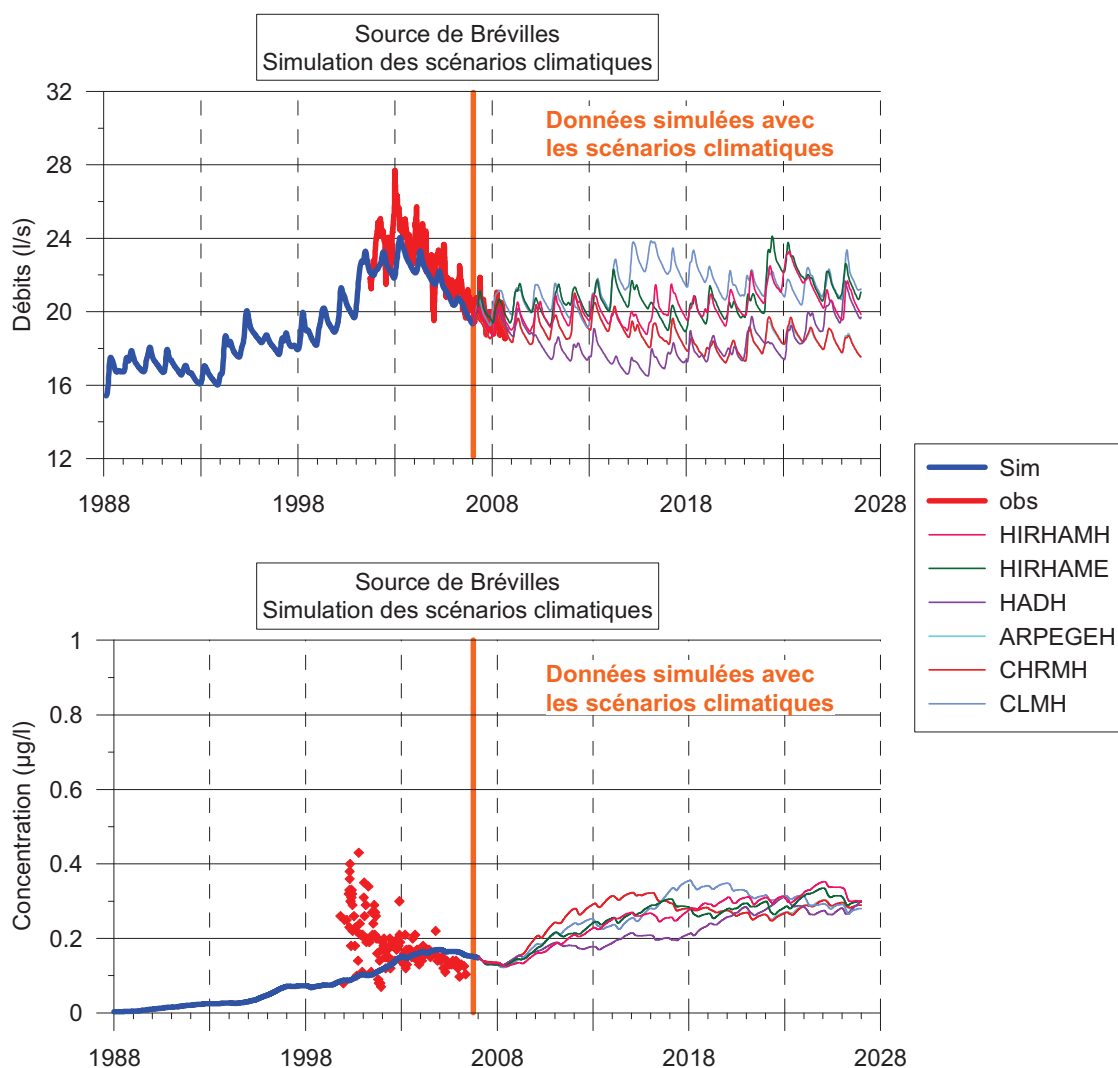 Source de Brévilles
Simulation des scénarios climatiques
Données simulées avec
les scénarios climatiques
Débits (l/s)
32
28
24
20
16
12
1988
1998
2008
2018
2028
Sim
obs
HIRHAMH
HIRHAME
HADH
ARPEGEH
CHRMH
CLMH
Source de Brévilles
Simulation des scénarios climatiques
Données simulées avec
les scénarios climatiques
Concentration (µg/l)
1
0.8
0.6
0.4
0.2
0
1988
1998
2008
2018
2028